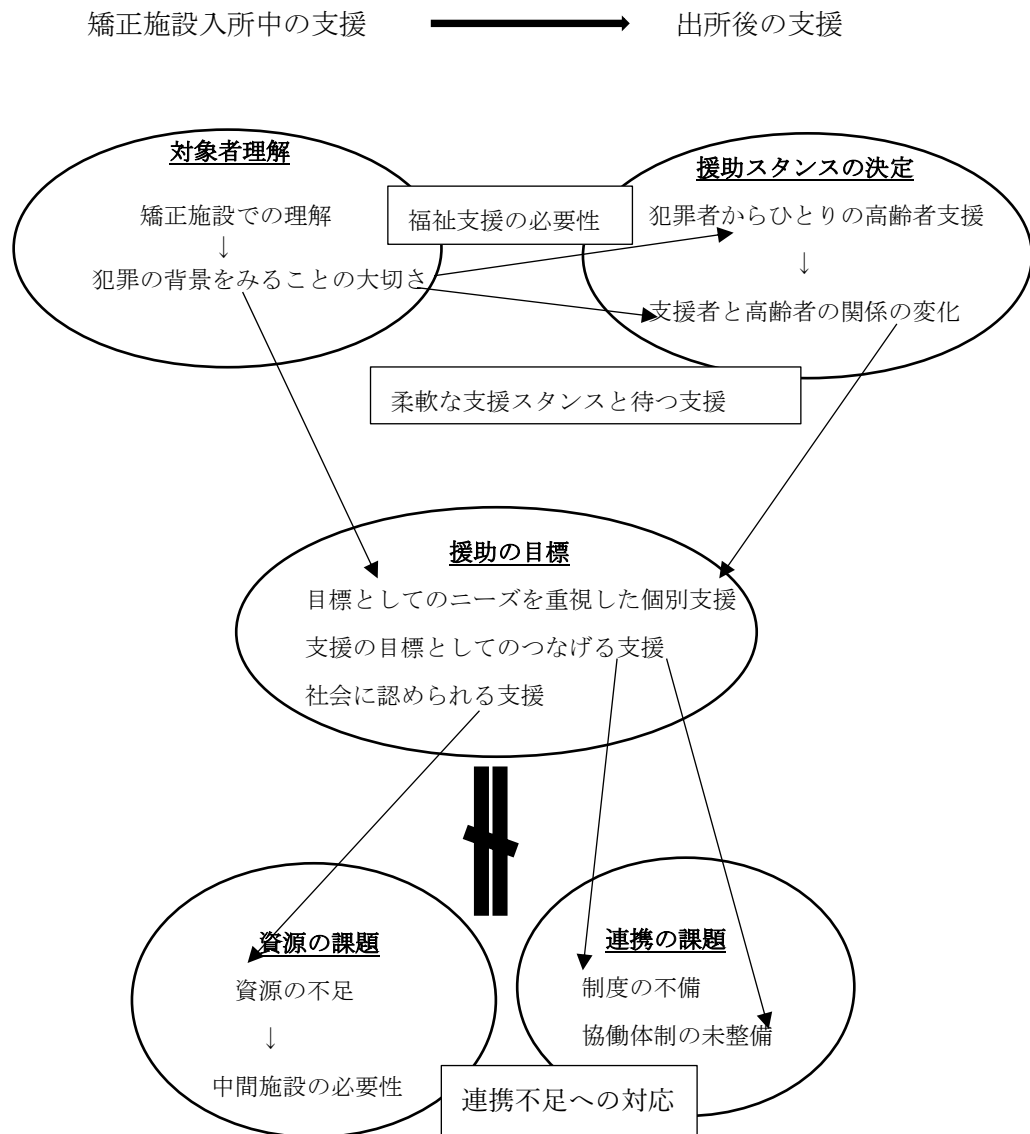 矯正施設入所中の支援
出所後の支援
対象者理解
矯正施設での理解
↓
犯罪の背景をみることの大切さ
福祉支援の必要性
援助スタンスの決定
犯罪者からひとりの高齢者支援
↓
支援者と高齢者の関係の変化
柔軟な支援スタンスと待つ支援
援助の目標
目標としてのニーズを重視した個別支援
支援の目標としてのつなげる支援
社会に認められる支援
資源の課題
資源の不足
↓
中間施設の必要性
連携の課題
制度の不備
協働体制の未整備
連携不足への対応